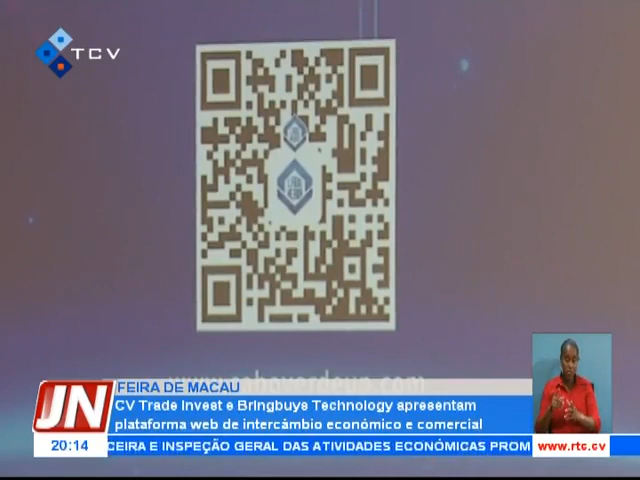 TCV
FEIRA DE MACAU
JN
CV Trade Invest e Bringbuys Technology apresentam
plataforma web de intercâmbio económico e comercial
20:14
CEIRA E INSPEÇÃO GERAL DAS ATIVIDADES ECONÓMICAS PROM
www.rtc.cv